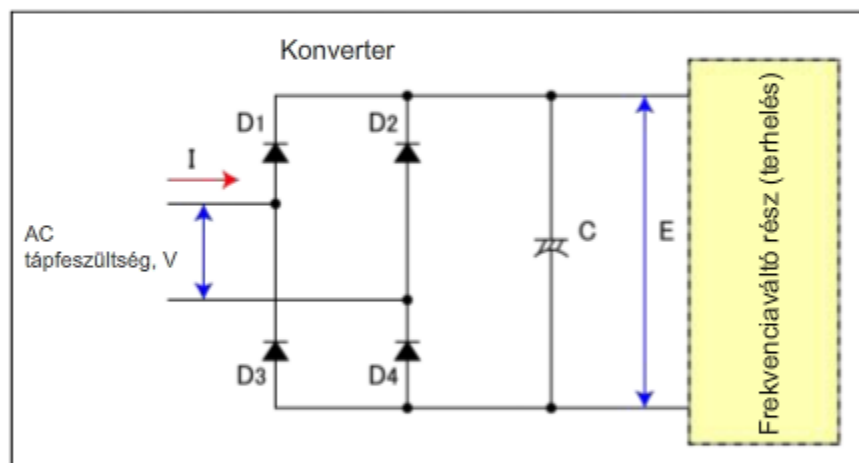 Konverter
D1
D2
I
AC
tápfeszültség, V
C
E
D3
D4
Frekvenciaváltó rész (terhelés)